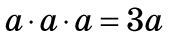 a · a · a = 3a